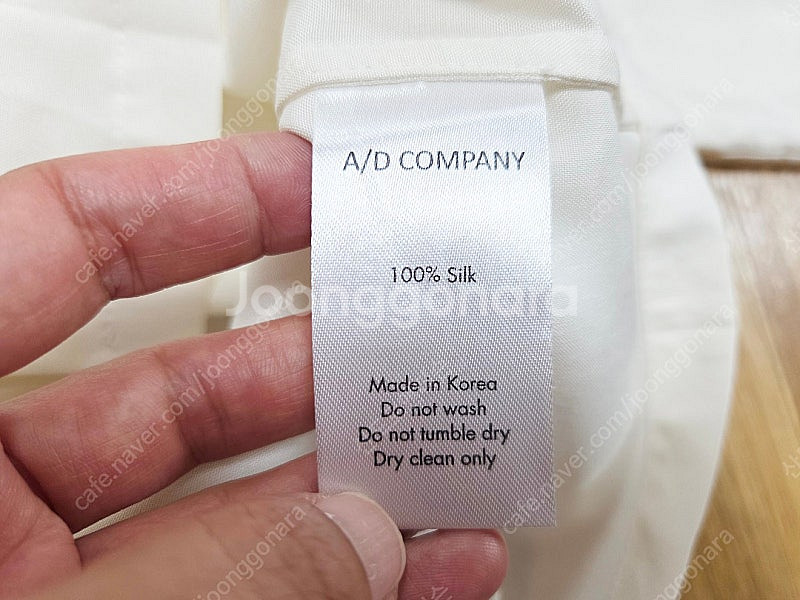 A/D COMPANY
100% Silk
Joonggonara
Made in Korea
Do not wash
Do not tumble dry
Dry clean only
cafe.naver.com/joonggonara
cafe.naver.com/joonggonara
cafe.naver.com/joonggonara
cafe.naver.com/joonggonara